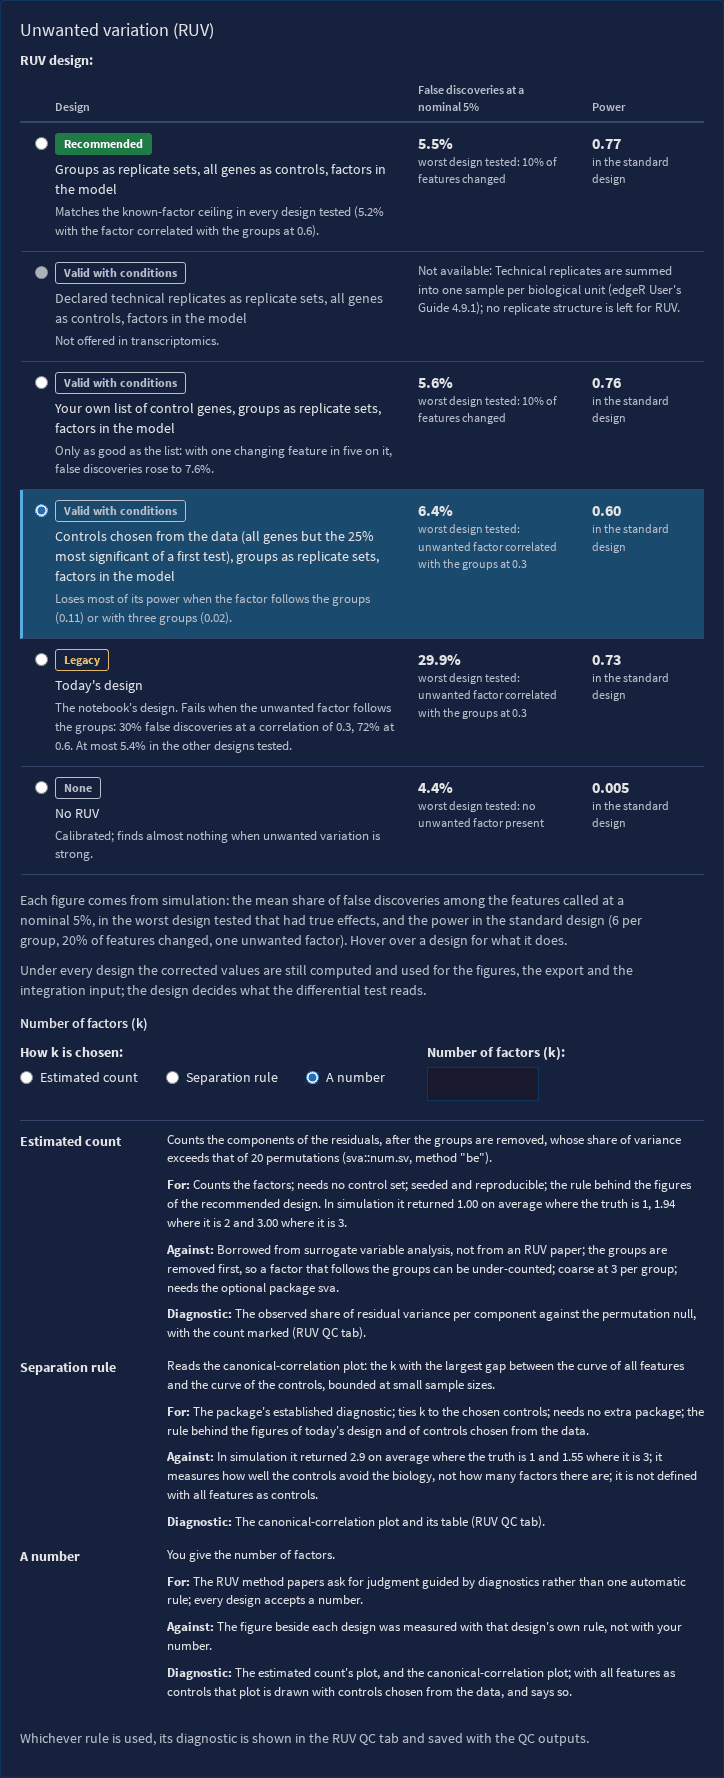 Unwanted variation (RUV)
RUV design:
Design
False discoveries at a
nominal 5%
Power
Recommended
Groups as replicate sets, all genes as controls, factors in
the model
Matches the known-factor ceiling in every design tested (5.2%
with the factor correlated with the groups at 0.6).
5.5%
worst design tested: 10% of
features changed
0.77
in the standard
design
Valid with conditions
Declared technical replicates as replicate sets, all genes
as controls, factors in the model
Not offered in transcriptomics.
Not available: Technical replicates are summed
into one sample per biological unit (edgeR User's
Guide 4.9.1); no replicate structure is left for RUV.
Valid with conditions
Your own list of control genes, groups as replicate sets,
factors in the model
Only as good as the list: with one changing feature in five on it,
false discoveries rose to 7.6%.
5.6%
worst design tested: 10% of
features changed
0.76
in the standard
design
Valid with conditions
Controls chosen from the data (all genes but the 25%
most significant of a first test), groups as replicate sets,
factors in the model
Loses most of its power when the factor follows the groups
(0.11) or with three groups (0.02).
6.4%
worst design tested:
unwanted factor correlated
with the groups at 0.3
0.60
in the standard
design
Legacy
Today's design
The notebook's design. Fails when the unwanted factor follows
the groups: 30% false discoveries at a correlation of 0.3, 72% at
0.6. At most 5.4% in the other designs tested.
29.9%
worst design tested:
unwanted factor correlated
with the groups at 0.3
0.73
in the standard
design
None
No RUV
Calibrated; finds almost nothing when unwanted variation is
strong.
4.4%
worst design tested: no
unwanted factor present
0.005
in the standard
design
Each figure comes from simulation: the mean share of false discoveries among the features called at a
nominal 5%, in the worst design tested that had true effects, and the power in the standard design (6 per
group, 20% of features changed, one unwanted factor). Hover over a design for what it does.
Under every design the corrected values are still computed and used for the figures, the export and the
integration input; the design decides what the differential test reads.
Number of factors (k)
How k is chosen:
Estimated count
Separation rule
A number
Number of factors (k):
Estimated count
Counts the components of the residuals, after the groups are removed, whose share of variance
exceeds that of 20 permutations (sva::num.sv, method "be").
For: Counts the factors; needs no control set; seeded and reproducible; the rule behind the figures
of the recommended design. In simulation it returned 1.00 on average where the truth is 1, 1.94
where it is 2 and 3.00 where it is 3.
Against: Borrowed from surrogate variable analysis, not from an RUV paper; the groups are
removed first, so a factor that follows the groups can be under-counted; coarse at 3 per group;
needs the optional package sva.
Diagnostic: The observed share of residual variance per component against the permutation null,
with the count marked (RUV QC tab).
Separation rule
Reads the canonical-correlation plot: the k with the largest gap between the curve of all features
and the curve of the controls, bounded at small sample sizes.
For: The package's established diagnostic; ties k to the chosen controls; needs no extra package; the
rule behind the figures of today's design and of controls chosen from the data.
Against: In simulation it returned 2.9 on average where the truth is 1 and 1.55 where it is 3; it
measures how well the controls avoid the biology, not how many factors there are; it is not defined
with all features as controls.
Diagnostic: The canonical-correlation plot and its table (RUV QC tab).
A number
You give the number of factors.
For: The RUV method papers ask for judgment guided by diagnostics rather than one automatic
rule; every design accepts a number.
Against: The figure beside each design was measured with that design's own rule, not with your
number.
Diagnostic: The estimated count's plot, and the canonical-correlation plot; with all features as
controls that plot is drawn with controls chosen from the data, and says so.
Whichever rule is used, its diagnostic is shown in the RUV QC tab and saved with the QC outputs.